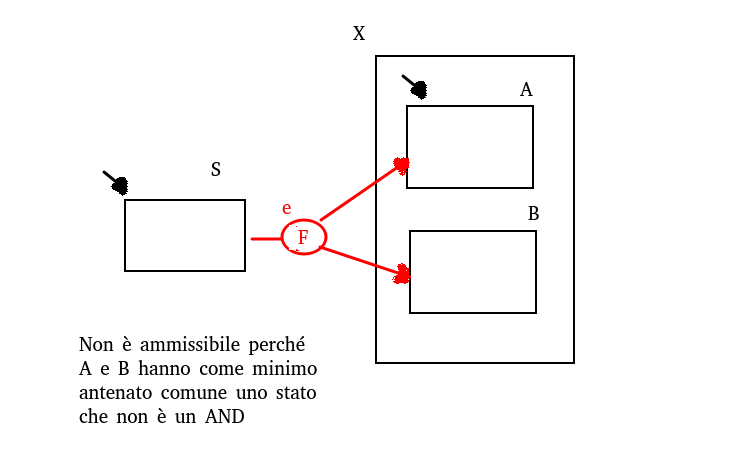 X
A
S
B
e
F
Non è ammissibile perché
A e B hanno come minimo
antenato comune uno stato
che non è un AND